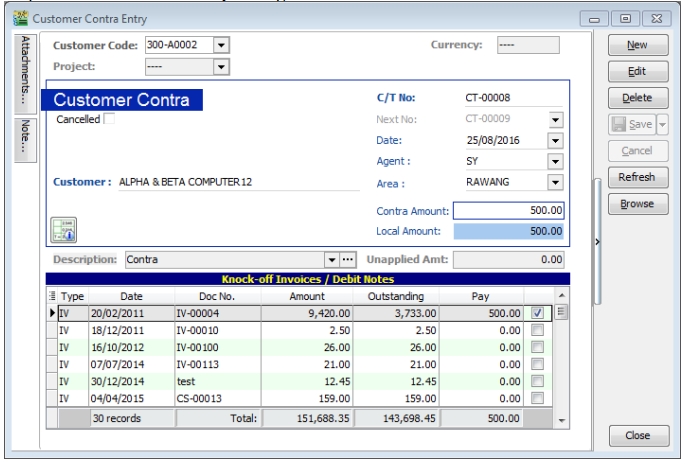 Customer Contra Entry
Attachments...
Note...
Customer Code: 300-A0002
Currency: ----
Project: ----
Customer Contra
Cancelled
C/T No: CT-00008
Next No: CT-00009
Date: 25/08/2016
Agent : SY
Customer : ALPHA & BETA COMPUTER 12
Area : RAWANG
Contra Amount: 500.00
Local Amount: 500.00
Description: Contra
Unapplied Amt: 0.00
Knock-off Invoices / Debit Notes
Type Date Doc No. Amount Outstanding Pay
IV 20/02/2011 IV-00004 9,420.00 3,733.00 500.00
IV 18/12/2011 IV-00010 2.50 2.50 0.00
IV 16/10/2012 IV-00100 26.00 26.00 0.00
IV 07/07/2014 IV-00113 21.00 21.00 0.00
IV 30/12/2014 test 12.45 12.45 0.00
IV 04/04/2015 CS-00013 159.00 159.00 0.00
30 records Total: 151,688.35 143,698.45 500.00
New
Edit
Delete
Save
Cancel
Refresh
Browse
Close